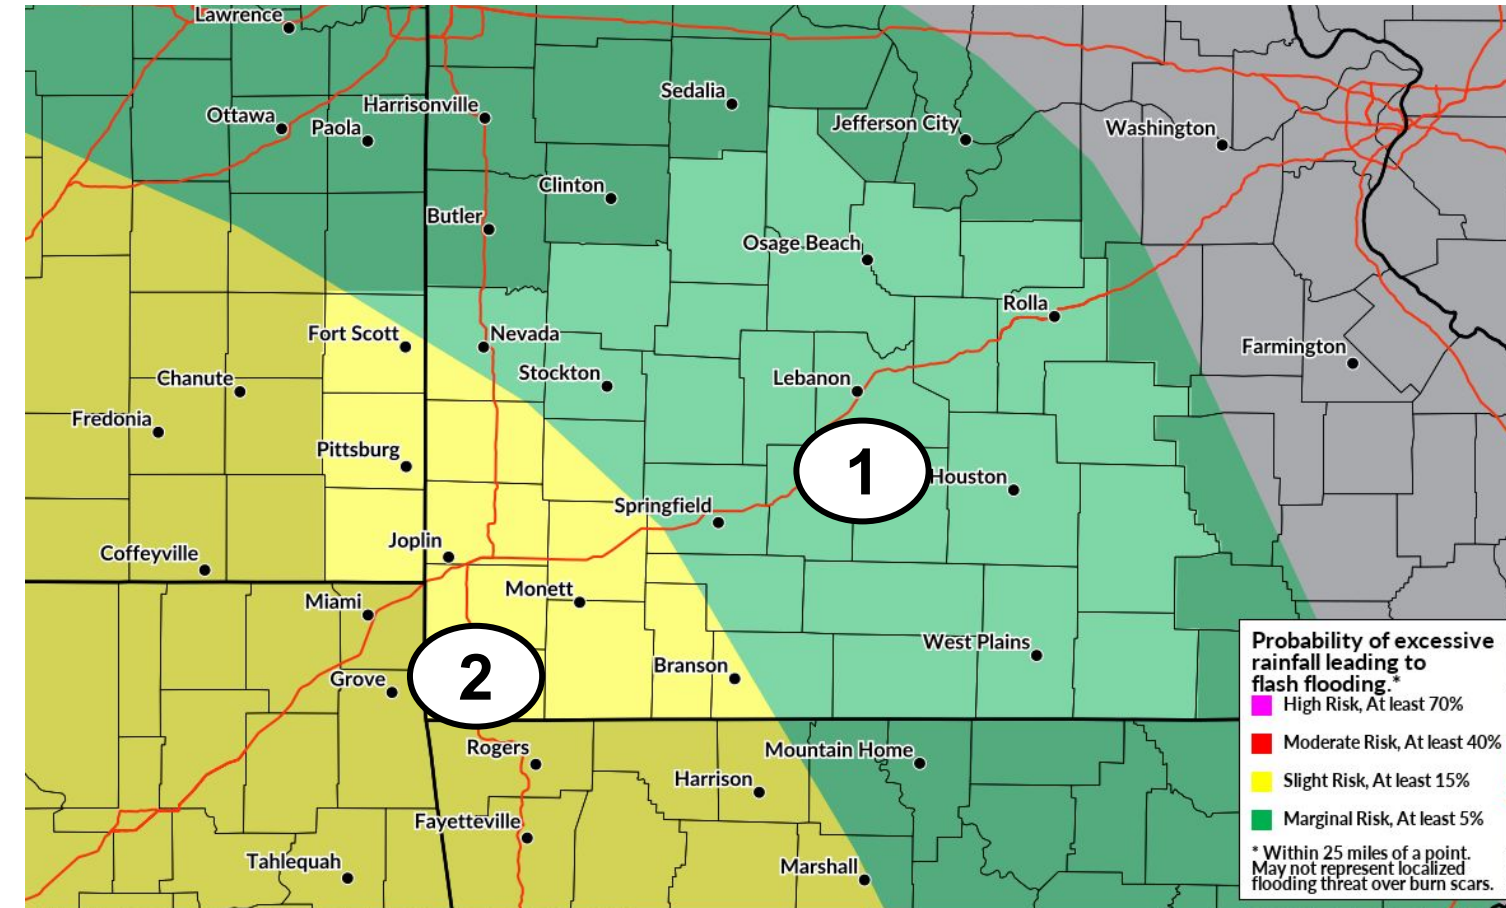 Lawrence
Sedalia
Harrisonville
Ottawa
Paola
Jefferson City
Washington
Clinton
Butler
Osage Beach
Rolla
Fort Scott
Nevada
Farmington
Chanute
Stockton
Lebanon
Fredonia
Pittsburg
1
Houston
Springfield
Joplin
Coffeyville
Monett
Miami
West Plains
Branson
2
Grove
Rogers
Mountain Home
Harrison
Fayetteville
Tahlequah
Marshall
Probability of excessive
rainfall leading to
flash flooding.*
High Risk, At least 70%
Moderate Risk, At least 40%
Slight Risk, At least 15%
Marginal Risk, At least 5%
* Within 25 miles of a point.
May not represent localized
flooding threat over burn scars.